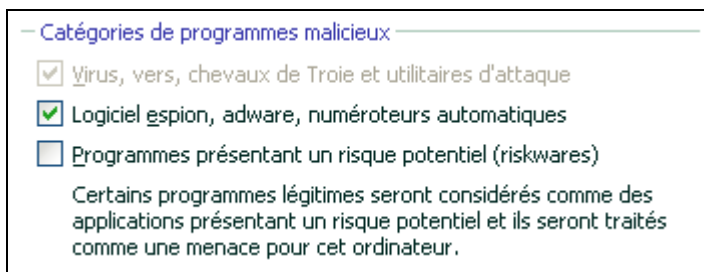 Catégories de programmes malicieux
Virus, vers, chevaux de Troie et utilitaires d'attaque
Logiciel espion, adware, numéroteurs automatiques
Programmes présentant un risque potentiel (riskwares)
Certains programmes légitimes seront considérés comme des
applications présentant un risque potentiel et ils seront traités
comme une menace pour cet ordinateur.